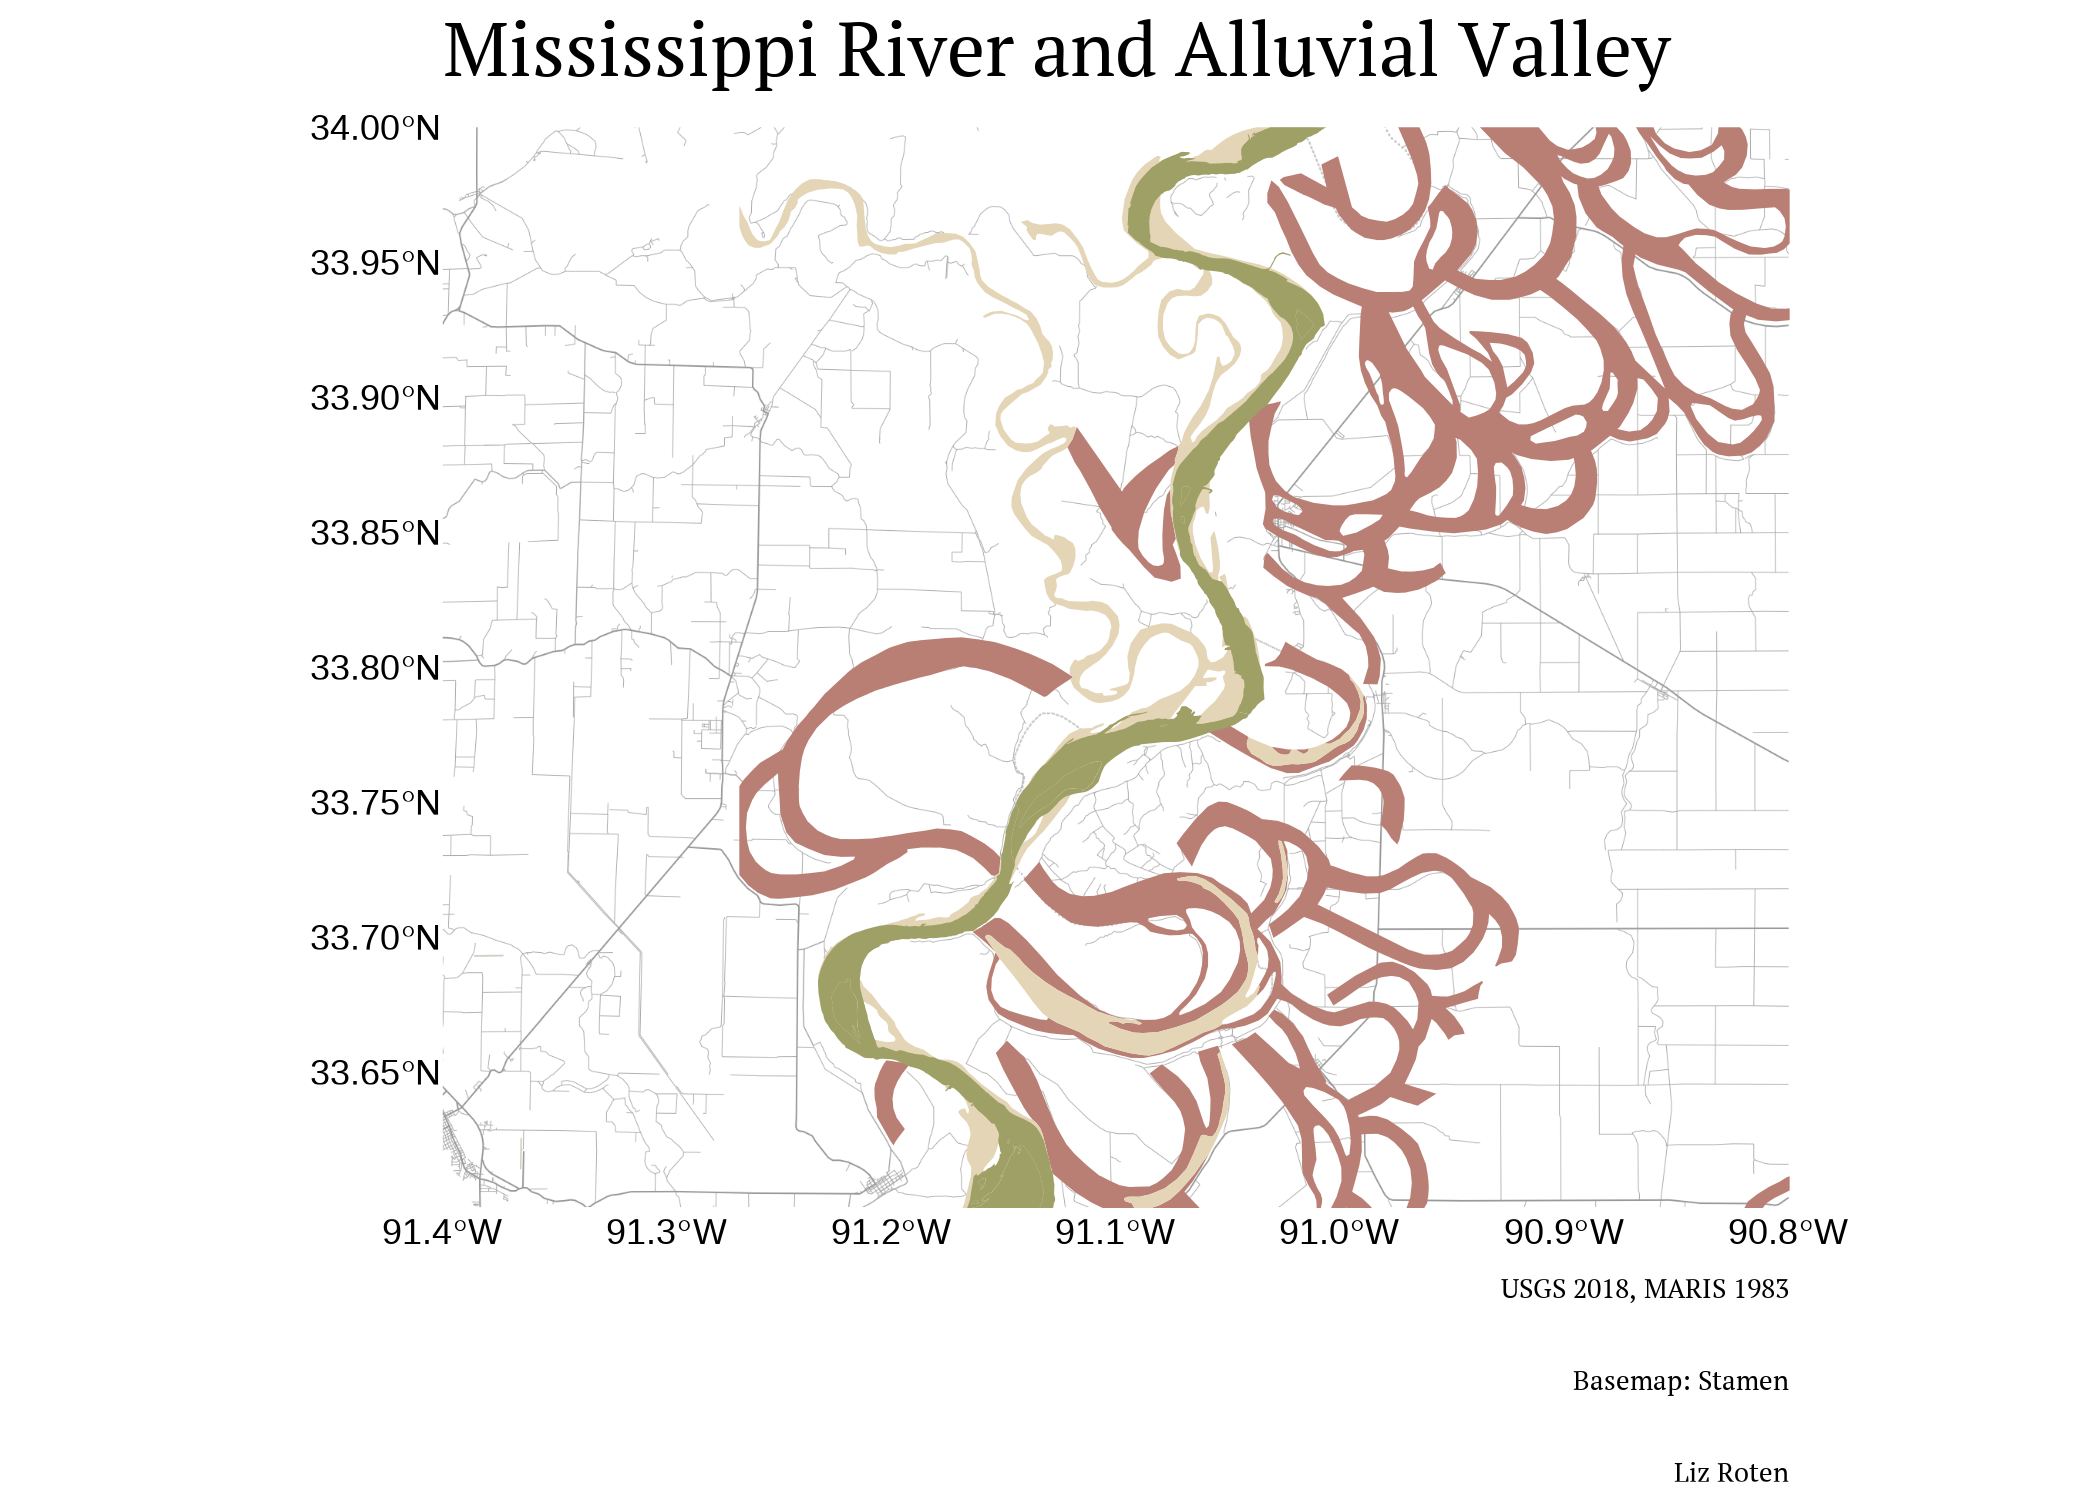 Mississippi River and Alluvial Valley
34.00°N
33.95°N
33.90°N
33.85°N
33.80°N
33.75°N
33.70°N
33.65°N
91.4°W 91.3°W 91.2°W 91.1°W 91.0°W 90.9°W 90.8°W
USGS 2018, MARIS 1983
Basemap: Stamen
Liz Roten